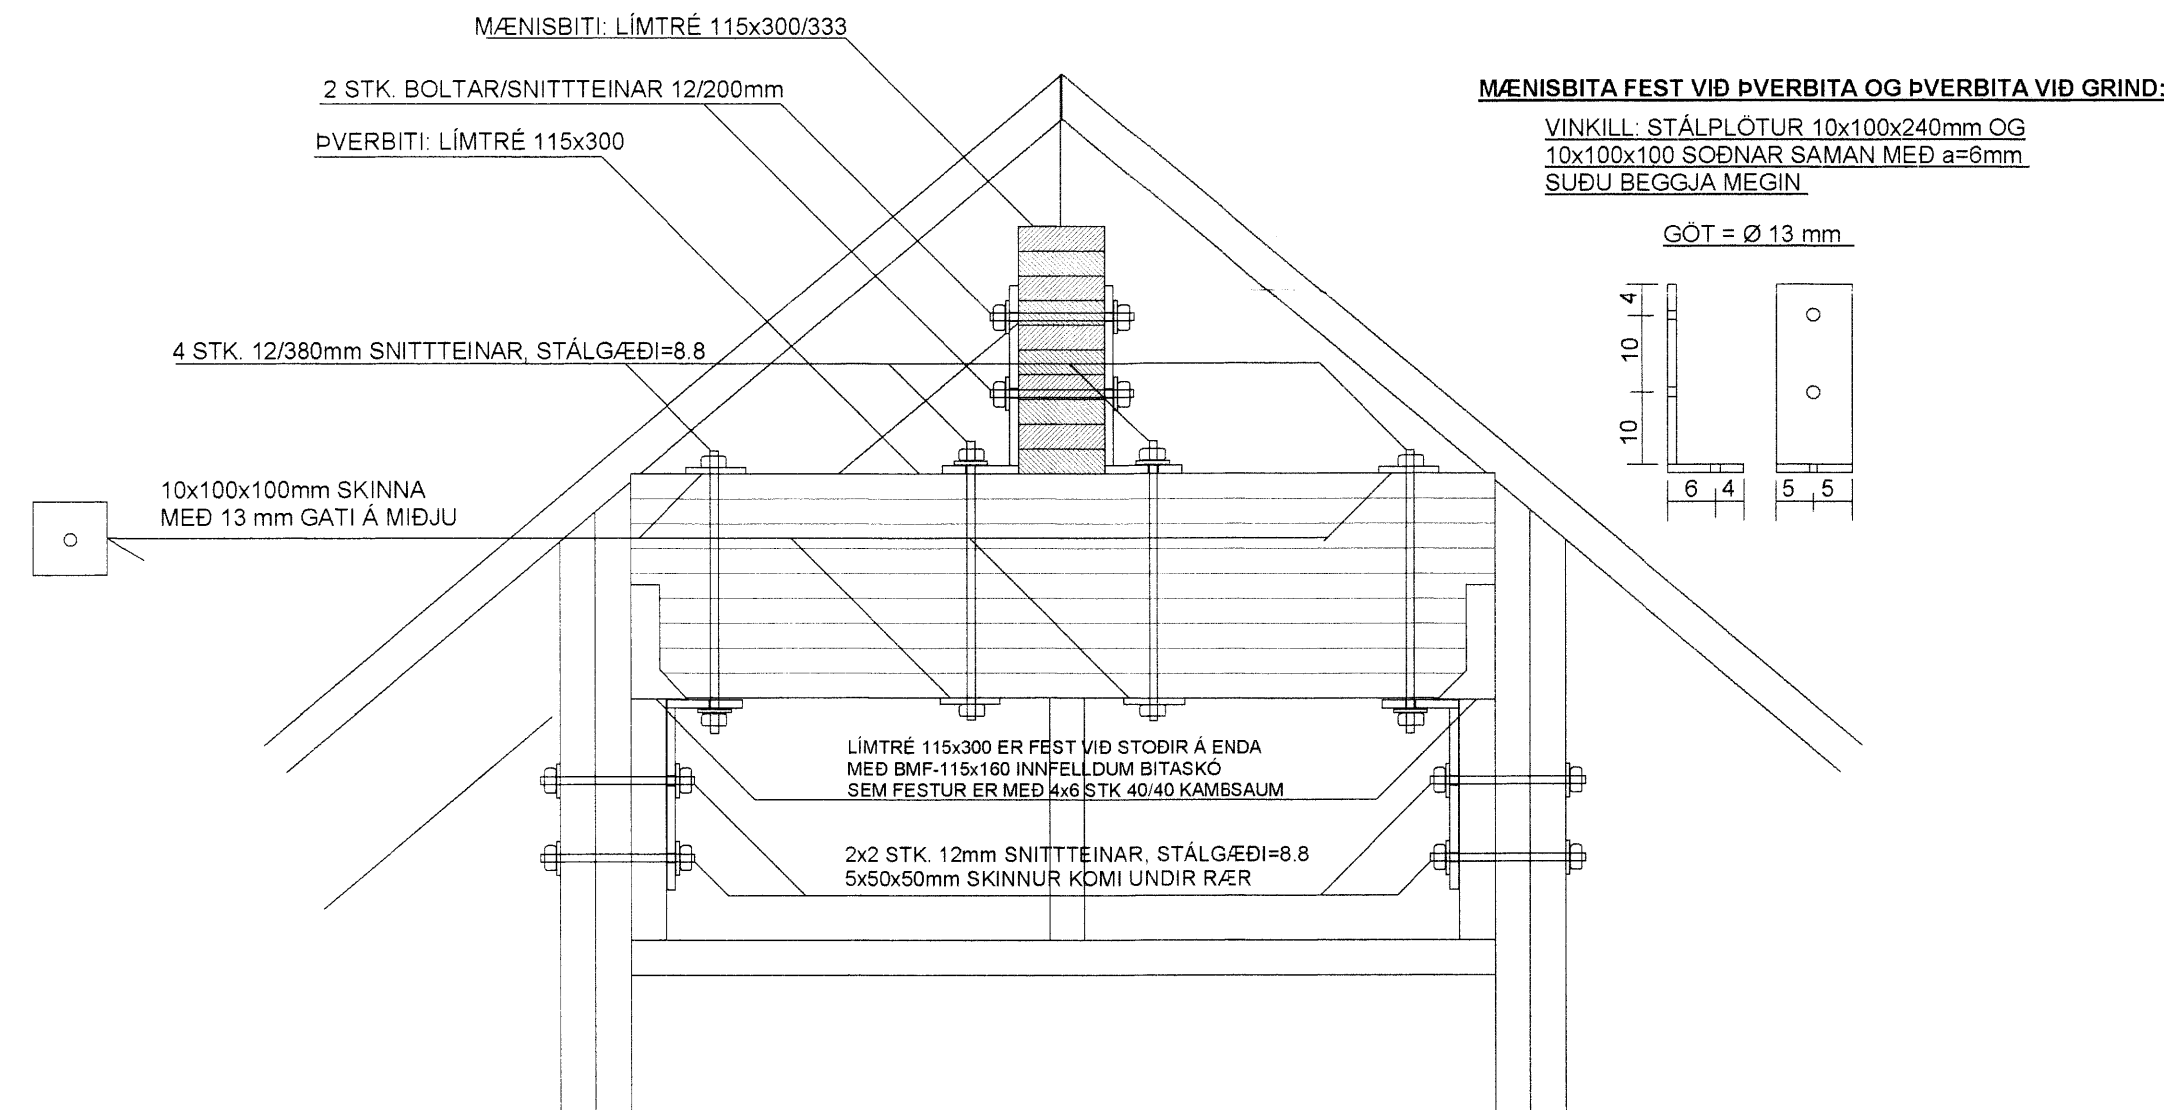 MÆNISBITI: LÍMTRÉ 115x300/333
2 STK. BOLTAR/SNITTTEINAR 12/200mm
ÞVERBITI: LÍMTRÉ 115x300
4 STK. 12/380mm SNITTTEINAR, STÁLGÆÐI=8.8
10x100x100mm SKINNA
MEÐ 13 mm GATI Á MIÐJU
LÍMTRÉ 115x300 ER FEST VIÐ STOÐIR Á ENDA
MEÐ BMF-115x160 INNFELLDUM BITASKÓ
SEM FESTUR ER MEÐ 4x6 STK 40/40 KAMBSAUM
2x2 STK. 12mm SNITTTEINAR, STÁLGÆÐI=8.8
5x50x50mm SKINNUR KOMI UNDIR RÆR
MÆNISBITA FEST VIÐ ÞVERBITA OG ÞVERBITA VIÐ GRIND:
VINKILL: STÁLPLÖTUR 10x100x240mm OG
10x100x100 SOÐNAR SAMAN MEÐ a=6mm
SUÐU BEGGJA MEGIN
GÖT = Ø 13 mm
4
10
10
6 4 5 5